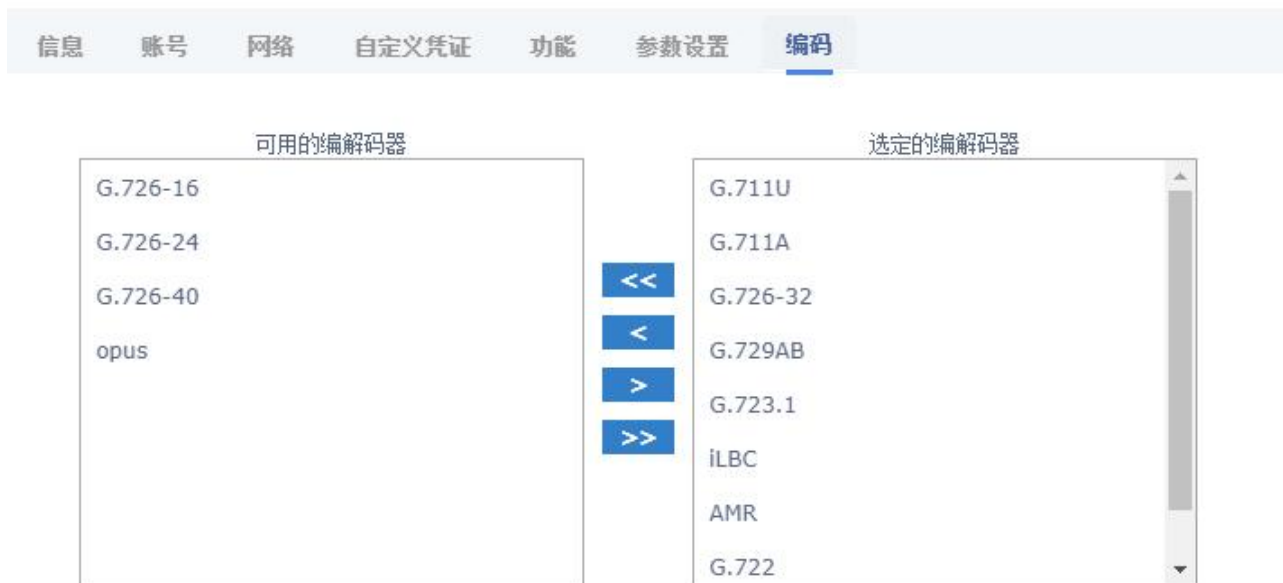 信息 账号 网络 自定义凭证 功能 参数设置 编码
可用的编解码器
G.726-16
G.726-24
G.726-40
opus
<<
<
>
>>
选定的编解码器
G.711U
G.711A
G.726-32
G.729AB
G.723.1
iLBC
AMR
G.722